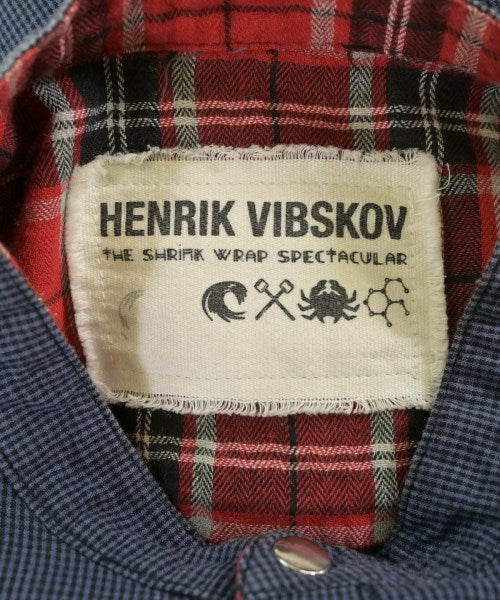 HENRIK VIBSKOV
tHE SHRiNK WRAP SPECtACULAR